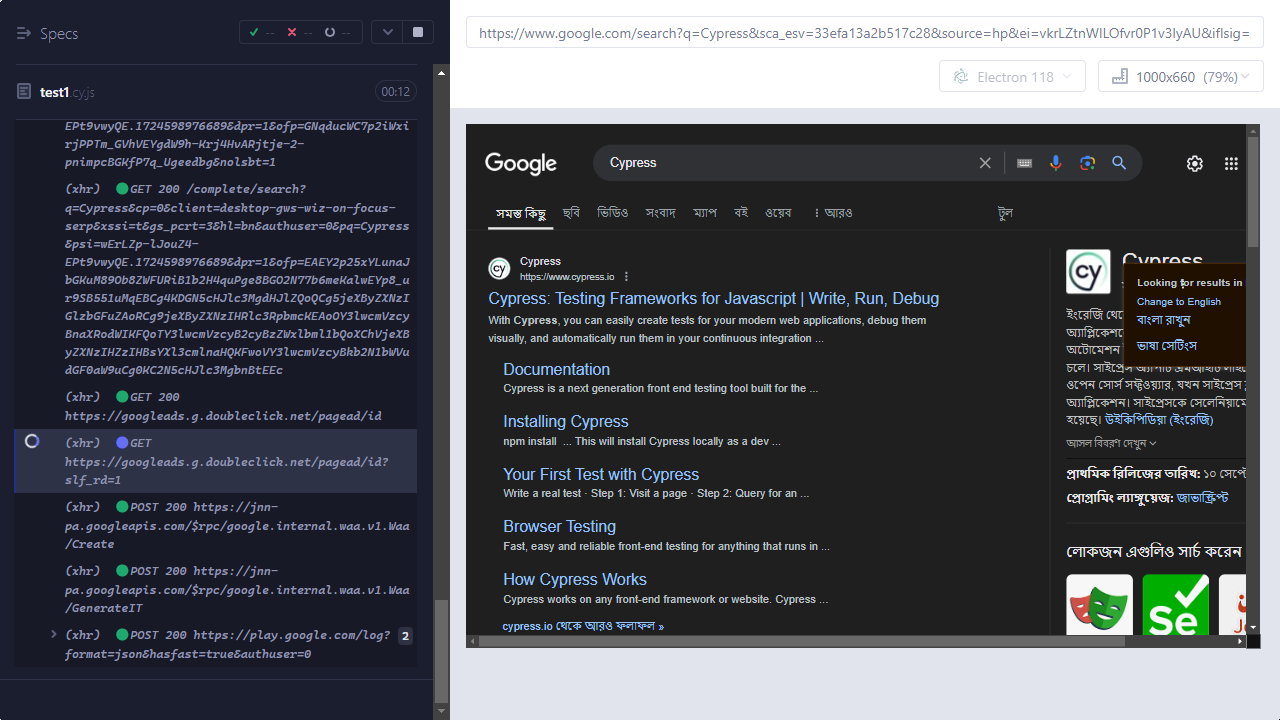 Specs
--
--
--
test1.cy.js
00:12
EPt9vwyQE.1724598976689&dpr=1&ofp=GNqducWC7p2iWxi
rjPPTm_GVhVEYgdW9h-Krj4HvARjtje-2-
pnimpcBGKfP7q_Ugeedbg&nolsbt=1
(xhr) GET 200 /complete/search?
q=Cypress&cp=0&client=desktop-gws-wiz-on-focus-
serp&xssi=t&gs_pcrt=3&hl=bn&authuser=0&pq=Cypress
&psi=wErLZp-lJouZ4-
EPt9vwyQE.1724598976689&dpr=1&ofp=EAEY2p25xYLunaJ
(xhr) GET 200
https://googleads.g.doubleclick.net/pagead/id
(xhr) GET
https://googleads.g.doubleclick.net/pagead/id?
slf_rd=1
(xhr) POST 200 https://jnn-
pa.googleapis.com/$rpc/google.internal.waa.v1.Waa
/Create
(xhr) POST 200 https://jnn-
pa.googleapis.com/$rpc/google.internal.waa.v1.Waa
/GenerateIT
(xhr) POST 200 https://play.google.com/log? 2
format=json&hasfast=true&authuser=0
https://www.google.com/search?q=Cypress&sca_esv=33efa13a2b517c28&source=hp&ei=vkrLZtnWILOfvr0P1v3IyAU&iflsig=
Electron 118
1000x660 (79%)
Google
Cypress
সমস্ত কিছু ছবি ভিডিও সংবাদ ম্যাপ বই ওয়েব আরও টুল
Cypress
https://www.cypress.io
Cypress: Testing Frameworks for Javascript | Write, Run, Debug
With Cypress, you can easily create tests for your modern web applications, debug them
visually, and automatically run them in your continuous integration ...
Documentation
Cypress is a next generation front end testing tool built for the ...
Installing Cypress
npm install ... This will install Cypress locally as a dev ...
Your First Test with Cypress
Write a real test · Step 1: Visit a page · Step 2: Query for an ...
Browser Testing
Fast, easy and reliable front-end testing for anything that runs in ...
How Cypress Works
Cypress works on any front-end framework or website. Cypress ...
cypress.io থেকে আরও ফলাফল »
cy
cy
Cypress
Looking for results in
Change to English
বাংলা রাখুন
ভাষা সেটিংস
ইংরেজি থে
অ্যাপ্লিকেশনে
অটোমেশন
চলে।
ওপেন সোর্স সফ্টওয়্যার, যখন সাইপ্রেস
অ্যাপ্লিকেশন। সাইপ্রেসকে সেলেনিয়ামে
হয়েছে। উইকিপিডিয়া (ইংরেজি)
আসল বিবরণ দেখুন
প্রাথমিক রিলিজের তারিখ: ১০ সেপ্টে
প্রোগ্রামিং ল্যাঙ্গুয়েজ: জাভাস্ক্রিপ্ট
লোকজন এগুলিও সার্চ করেন
Se